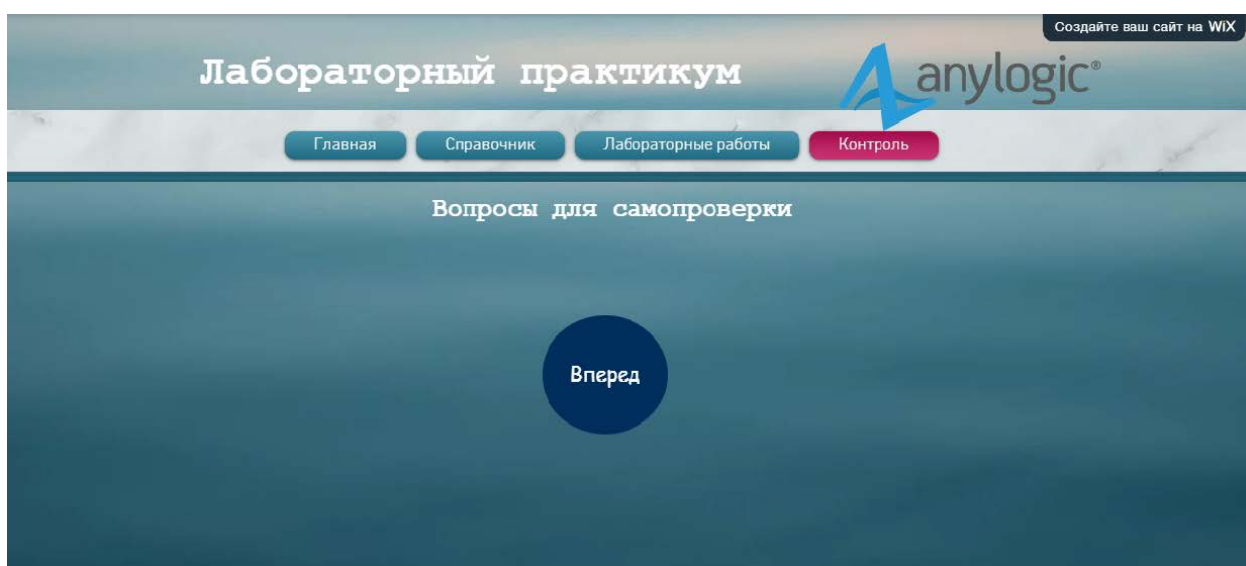 Создайте ваш сайт на WiX
Лабораторный практикум
anylogic®
Главная Справочник Лабораторные работы Контроль
Вопросы для самопроверки
Вперед